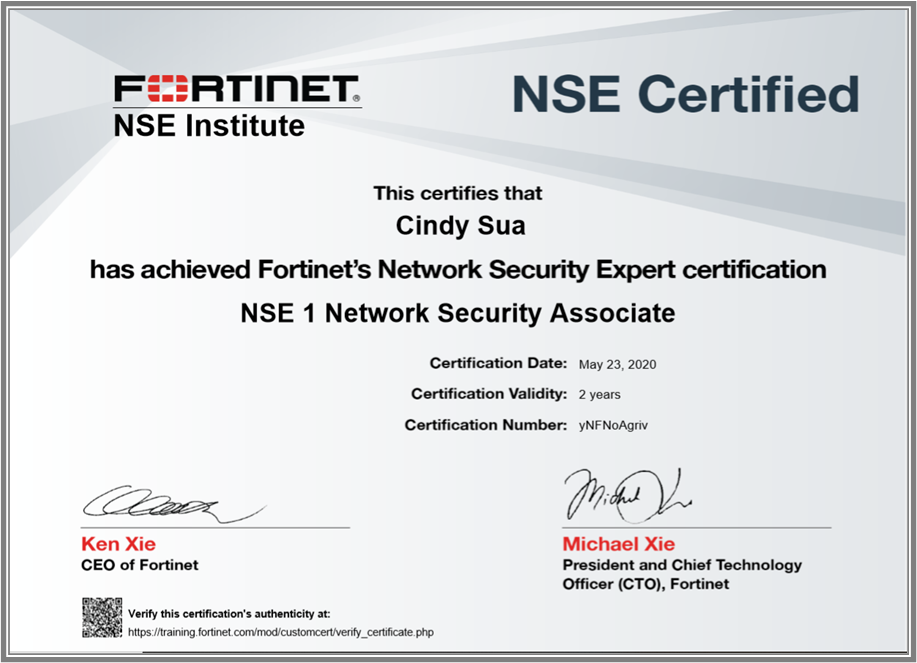 FORTINET®
NSE Institute
NSE Certified
This certifies that
Cindy Sua
has achieved Fortinet's Network Security Expert certification
NSE 1 Network Security Associate
Certification Date: May 23, 2020
Certification Validity: 2 years
Certification Number: yNFNoAgriv
Ken Xie
CEO of Fortinet
Michael Xie
President and Chief Technology
Officer (CTO), Fortinet
Verify this certification's authenticity at:
https://training.fortinet.com/mod/customcert/verify_certificate.php